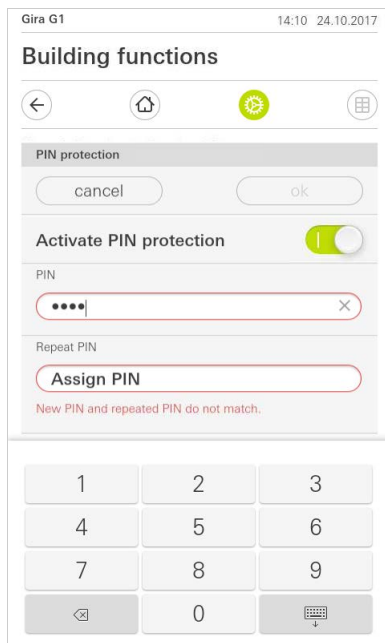 Gira G1 14:10 24.10.2017
Building functions
PIN protection
cancel ok
Activate PIN protection
PIN
••••
Repeat PIN
Assign PIN
New PIN and repeated PIN do not match.
1 2 3
4 5 6
7 8 9
0